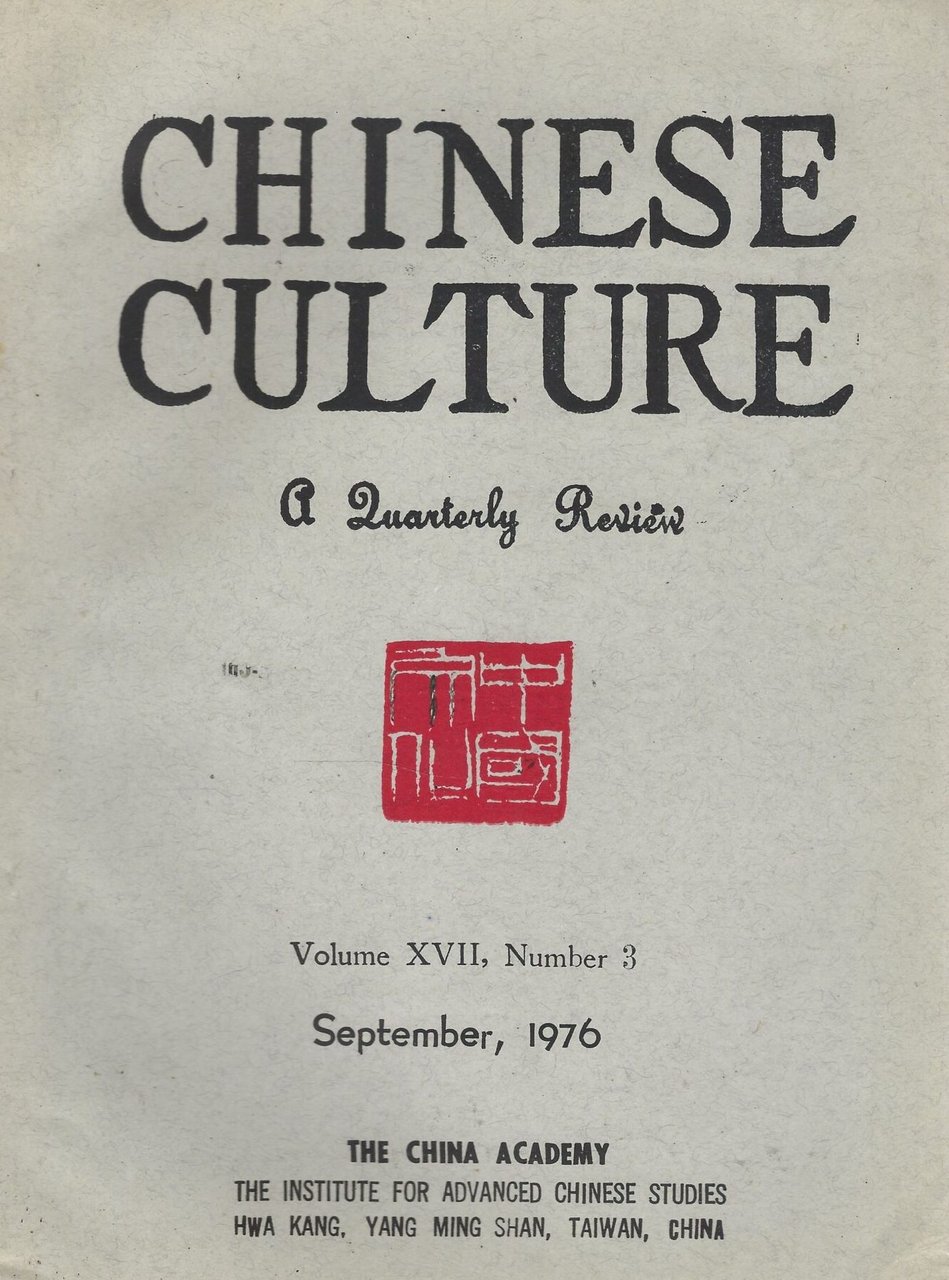 CHINESE
CULTURE
A Quarterly Review
Volume XVII, Number 3
September, 1976
THE CHINA ACADEMY
THE INSTITUTE FOR ADVANCED CHINESE STUDIES
HWA KANG, YANG MING SHAN, TAIWAN, CHINA